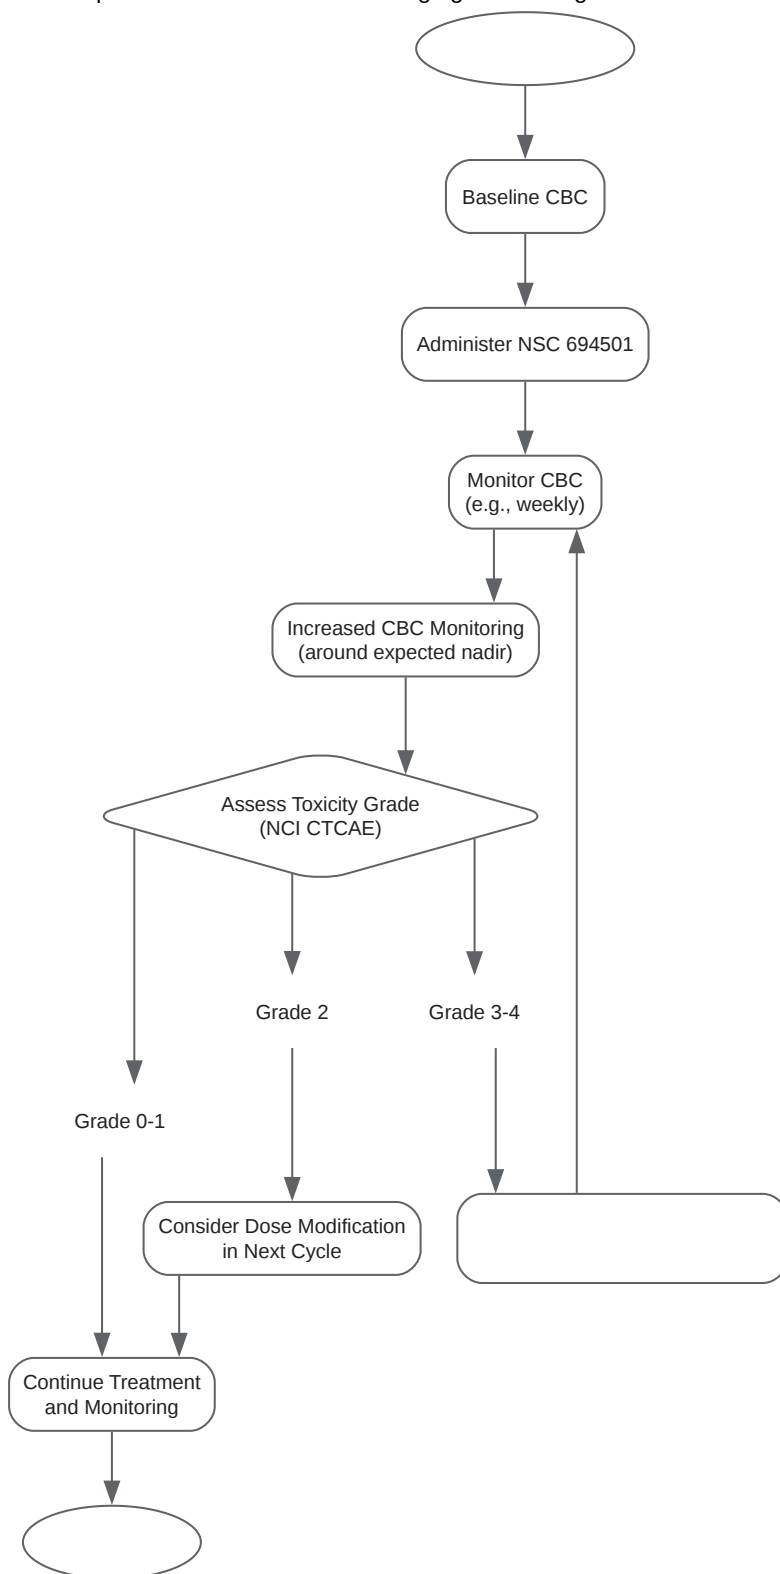 Baseline CBC
Administer NSC 694501
Monitor CBC
(e.g., weekly)
Increased CBC Monitoring
(around expected nadir)
Assess Toxicity Grade
(NCI CTCAE)
Grade 2
Grade 3-4
Grade 0-1
Consider Dose Modification
in Next Cycle
Continue Treatment
and Monitoring